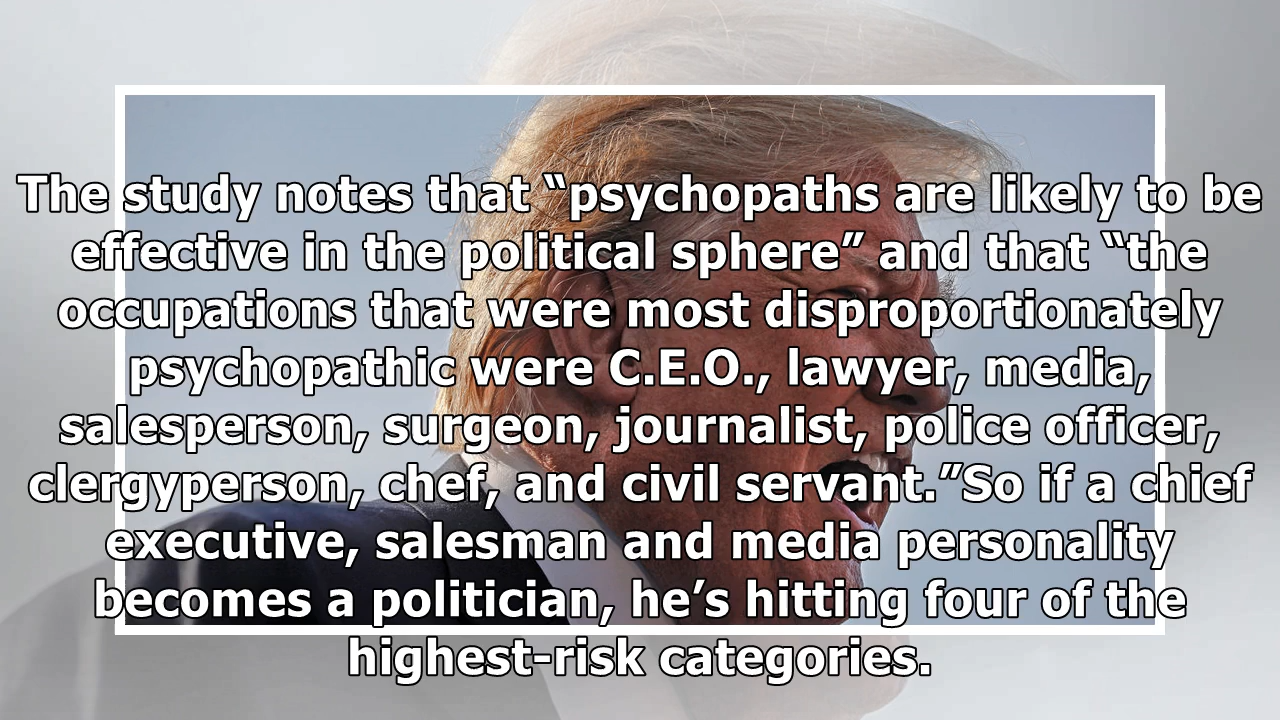 The study notes that “psychopaths are likely to be
effective in the political sphere” and that “the
occupations that were most disproportionately
psychopathic were C.E.O., lawyer, media,
salesperson, surgeon, journalist, police officer,
clergyperson, chef, and civil servant.”So if a chief
executive, salesman and media personality
becomes a politician, he’s hitting four of the
highest-risk categories.